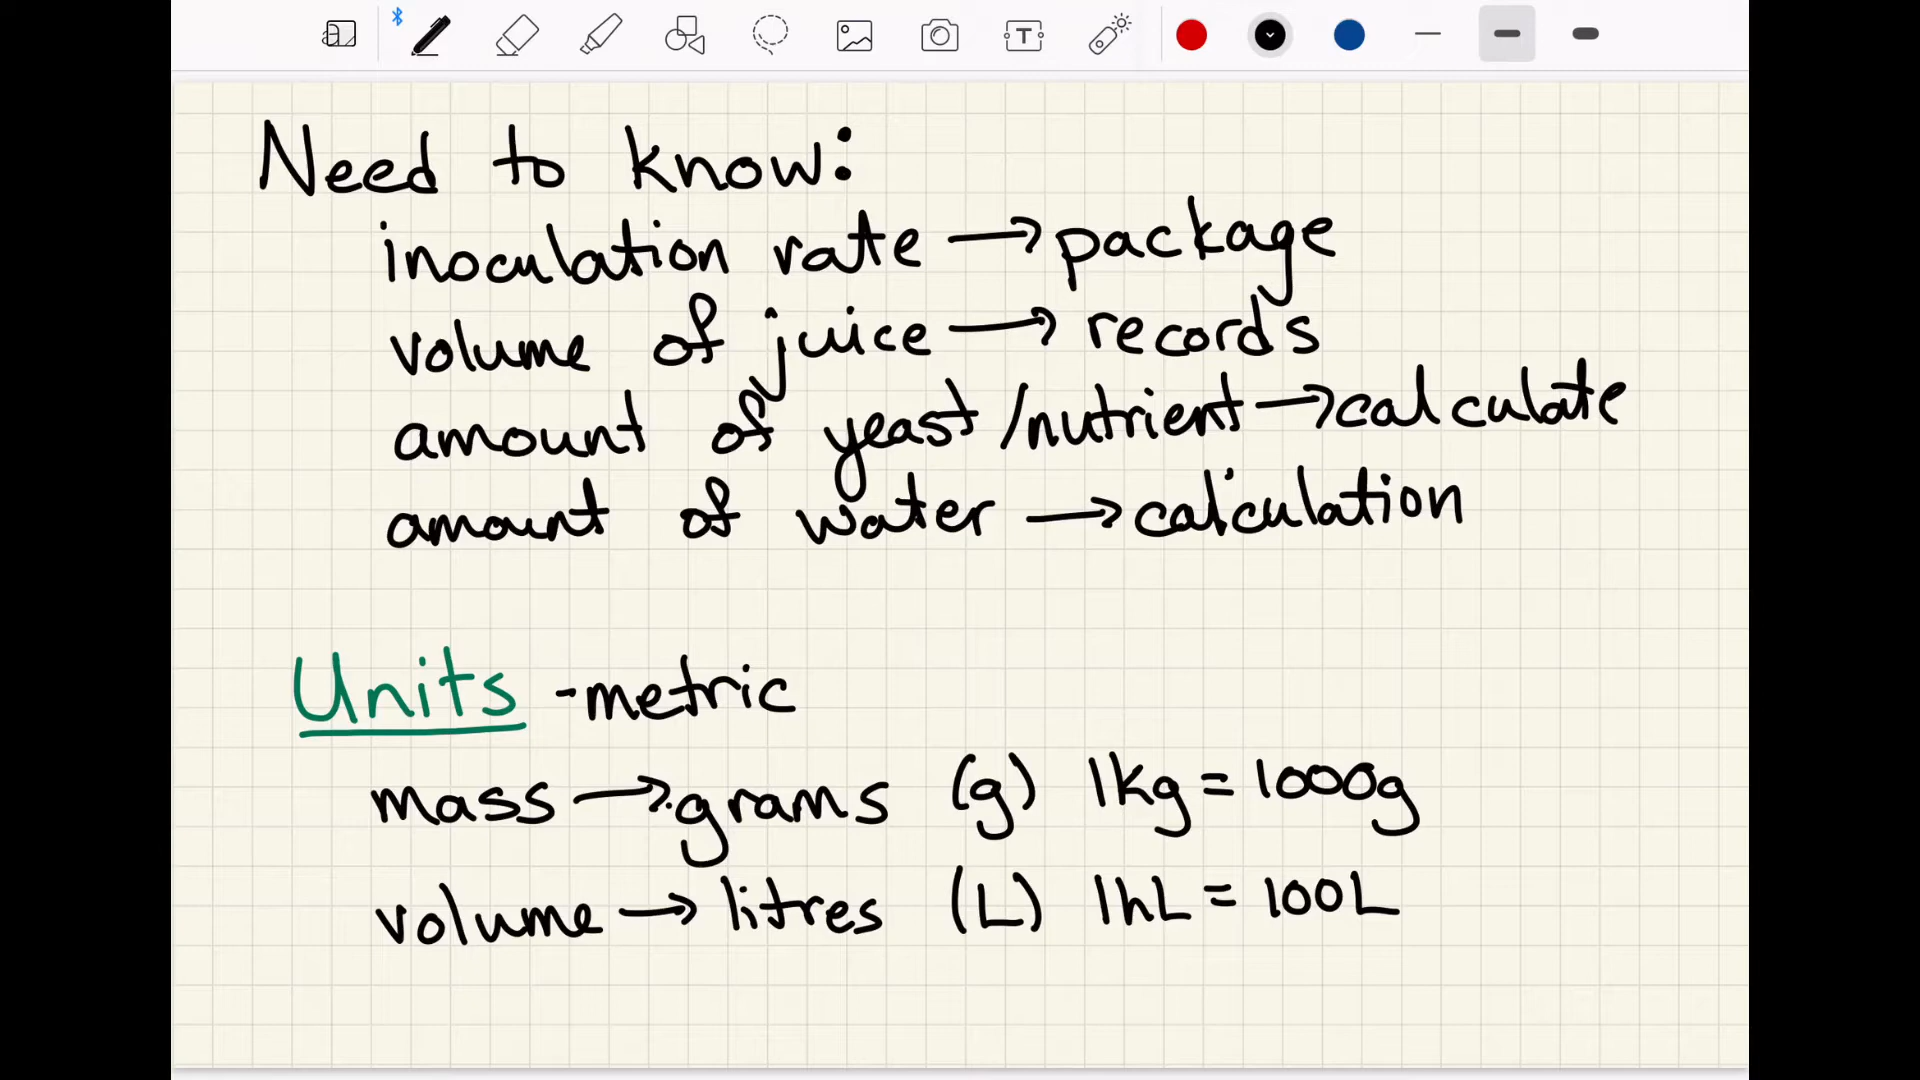 Need to know:
inoculation rate → package
volume of juice → records
amount of yeast /nutrient → calculate
amount of water → calculation
Units - metric
mass → grams (g) 1kg = 1000g
volume → litres (L) 1hL = 100L